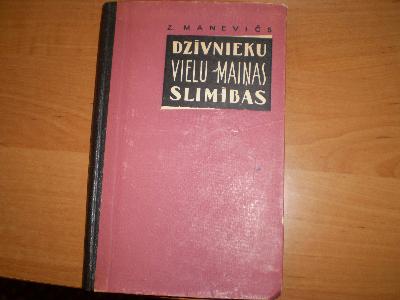 Z. MANEVIČS
DZĪVNIEKU
VIELU MAIŅAS
SLIMĪBAS